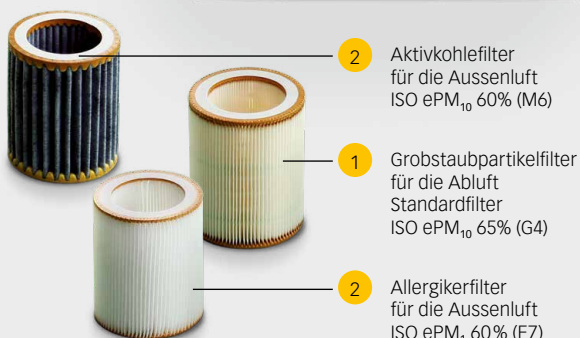 2 Aktivkohlefilter
für die Aussenluft
ISO ePM₁₀ 60% (M6)
1 Grobstaubpartikelfilter
für die Abluft
Standardfilter
ISO ePM₁₀ 65% (G4)
2 Allergikerfilter
für die Aussenluft
ISO ePM₁ 60% (F7)